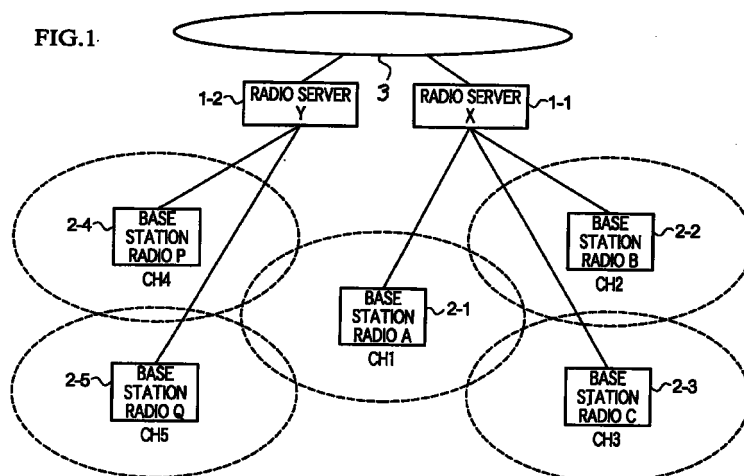 FIG.1
3
1-2
RADIO SERVER
Y
RADIO SERVER
X
1-1
2-4
BASE
STATION
RADIO P
CH4
BASE
STATION
RADIO B
2-2
CH2
BASE
STATION
RADIO A
2-1
CH1
2-5
BASE
STATION
RADIO Q
CH5
BASE
STATION
RADIO C
2-3
CH3